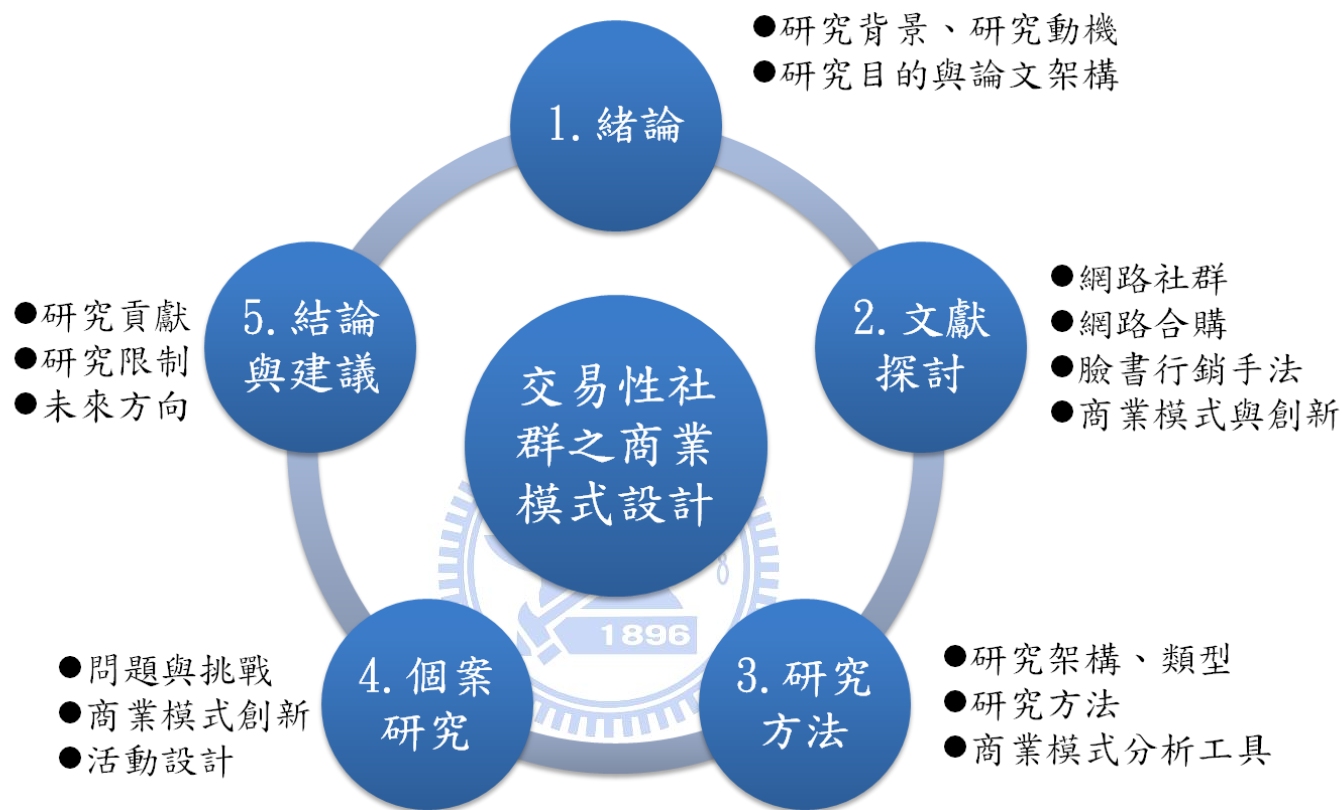 ●研究背景、研究動機
●研究目的與論文架構
1.緒論
●網路社群
●網路合購
●臉書行銷手法
●商業模式與創新
2.文獻
探討
●研究架構、類型
●研究方法
●商業模式分析工具
3.研究
方法
●問題與挑戰
●商業模式創新
●活動設計
4.個案
研究
●研究貢獻
●研究限制
●未來方向
5.結論
與建議
交易性社
群之商業
模式設計
1896